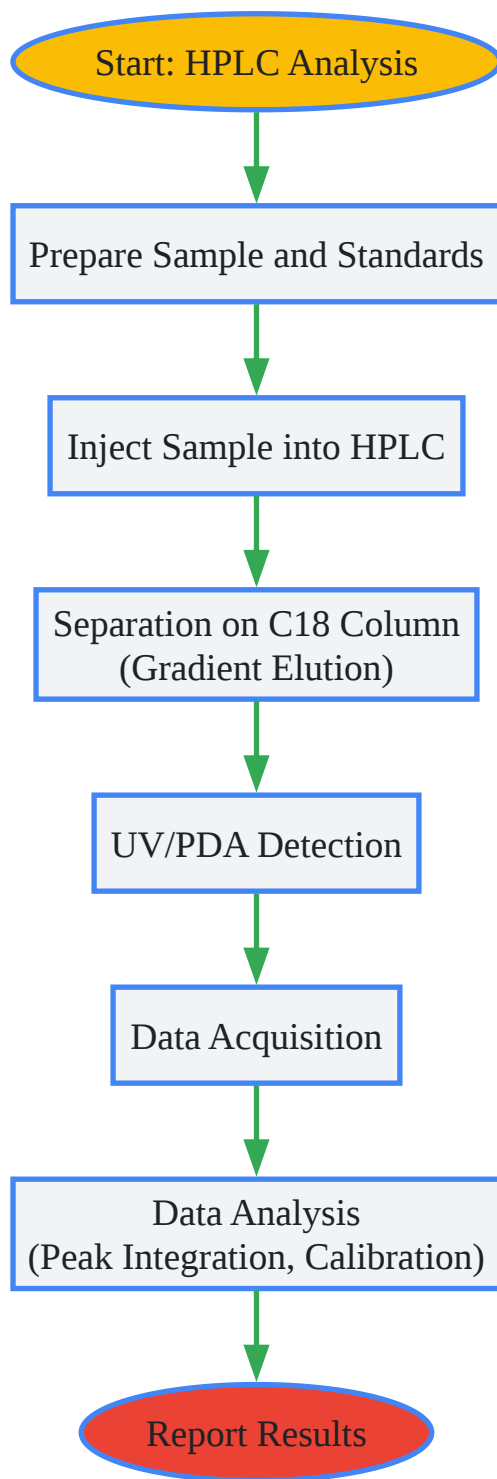 Start: HPLC Analysis
Prepare Sample and Standards
Inject Sample into HPLC
Separation on C18 Column
(Gradient Elution)
UV/PDA Detection
Data Acquisition
Data Analysis
(Peak Integration, Calibration)
Report Results